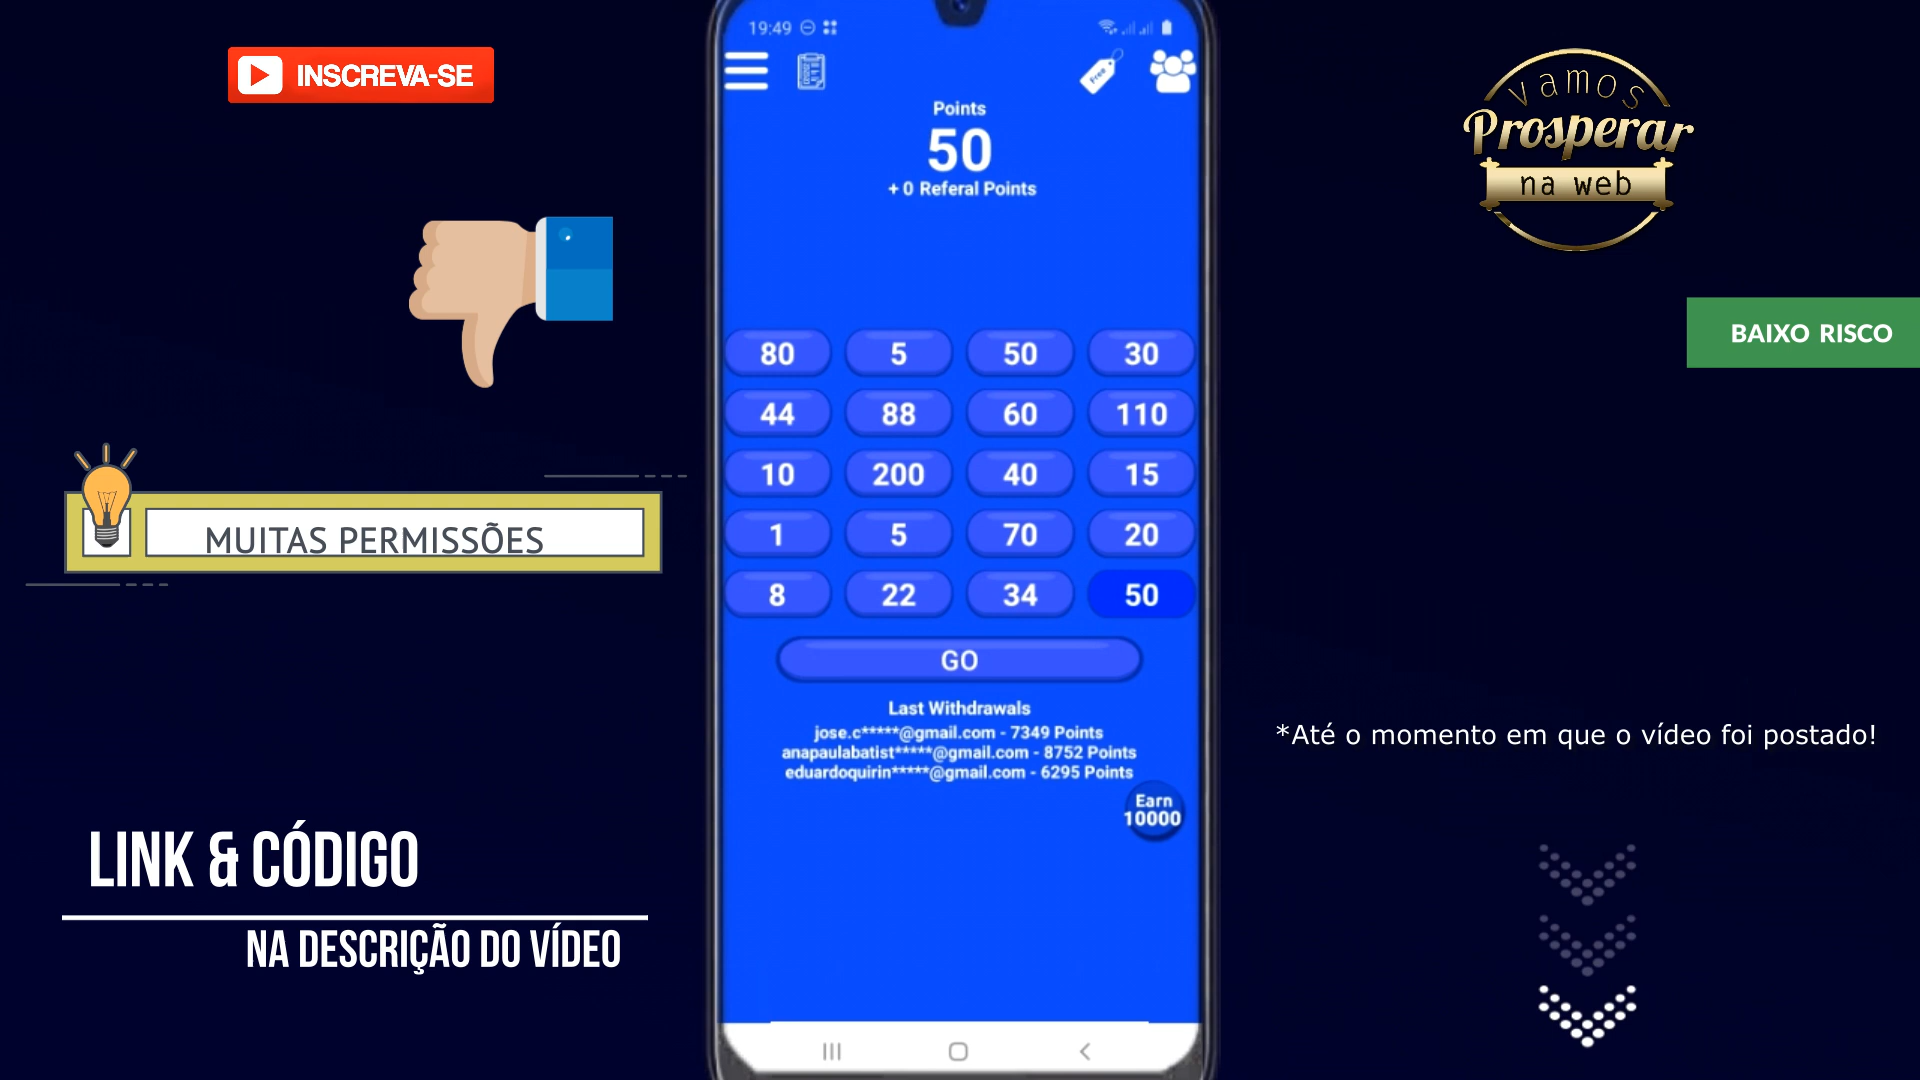 INSCREVA-SE
vamos
Prosperar
na web
BAIXO RISCO
MUITAS PERMISSÕES
LINK & CÓDIGO
NA DESCRIÇÃO DO VÍDEO
19:49
Free
Points
50
+ 0 Referal Points
80 5 50 30
44 88 60 110
10 200 40 15
1 5 70 20
8 22 34 50
GO
Last Withdrawals
jose.c*****@gmail.com - 7349 Points
anapaulabatist*****@gmail.com - 8752 Points
eduardoquirin*****@gmail.com - 6295 Points
Earn
10000
*Até o momento em que o vídeo foi postado!